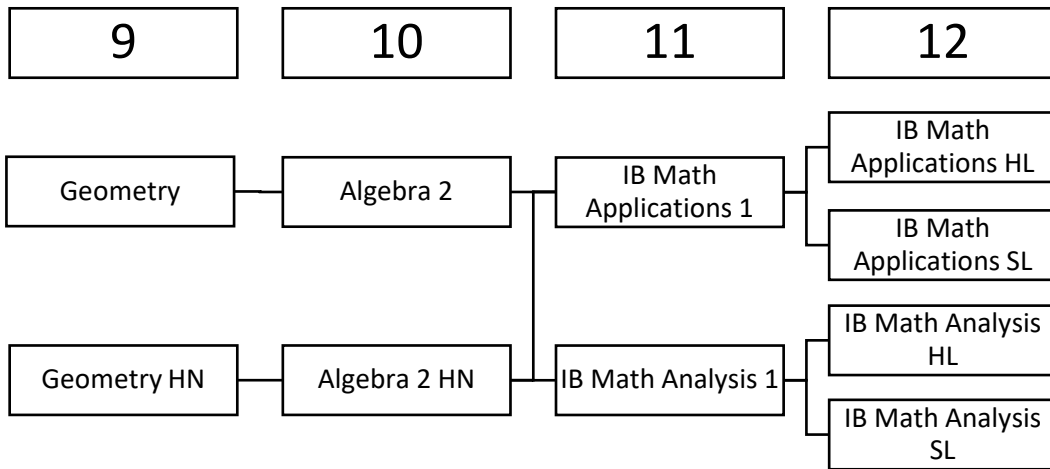 9
10
11
12
Geometry
Algebra 2
IB Math
Applications 1
IB Math
Applications HL
IB Math
Applications SL
Geometry HN
Algebra 2 HN
IB Math Analysis 1
IB Math Analysis
HL
IB Math Analysis
SL